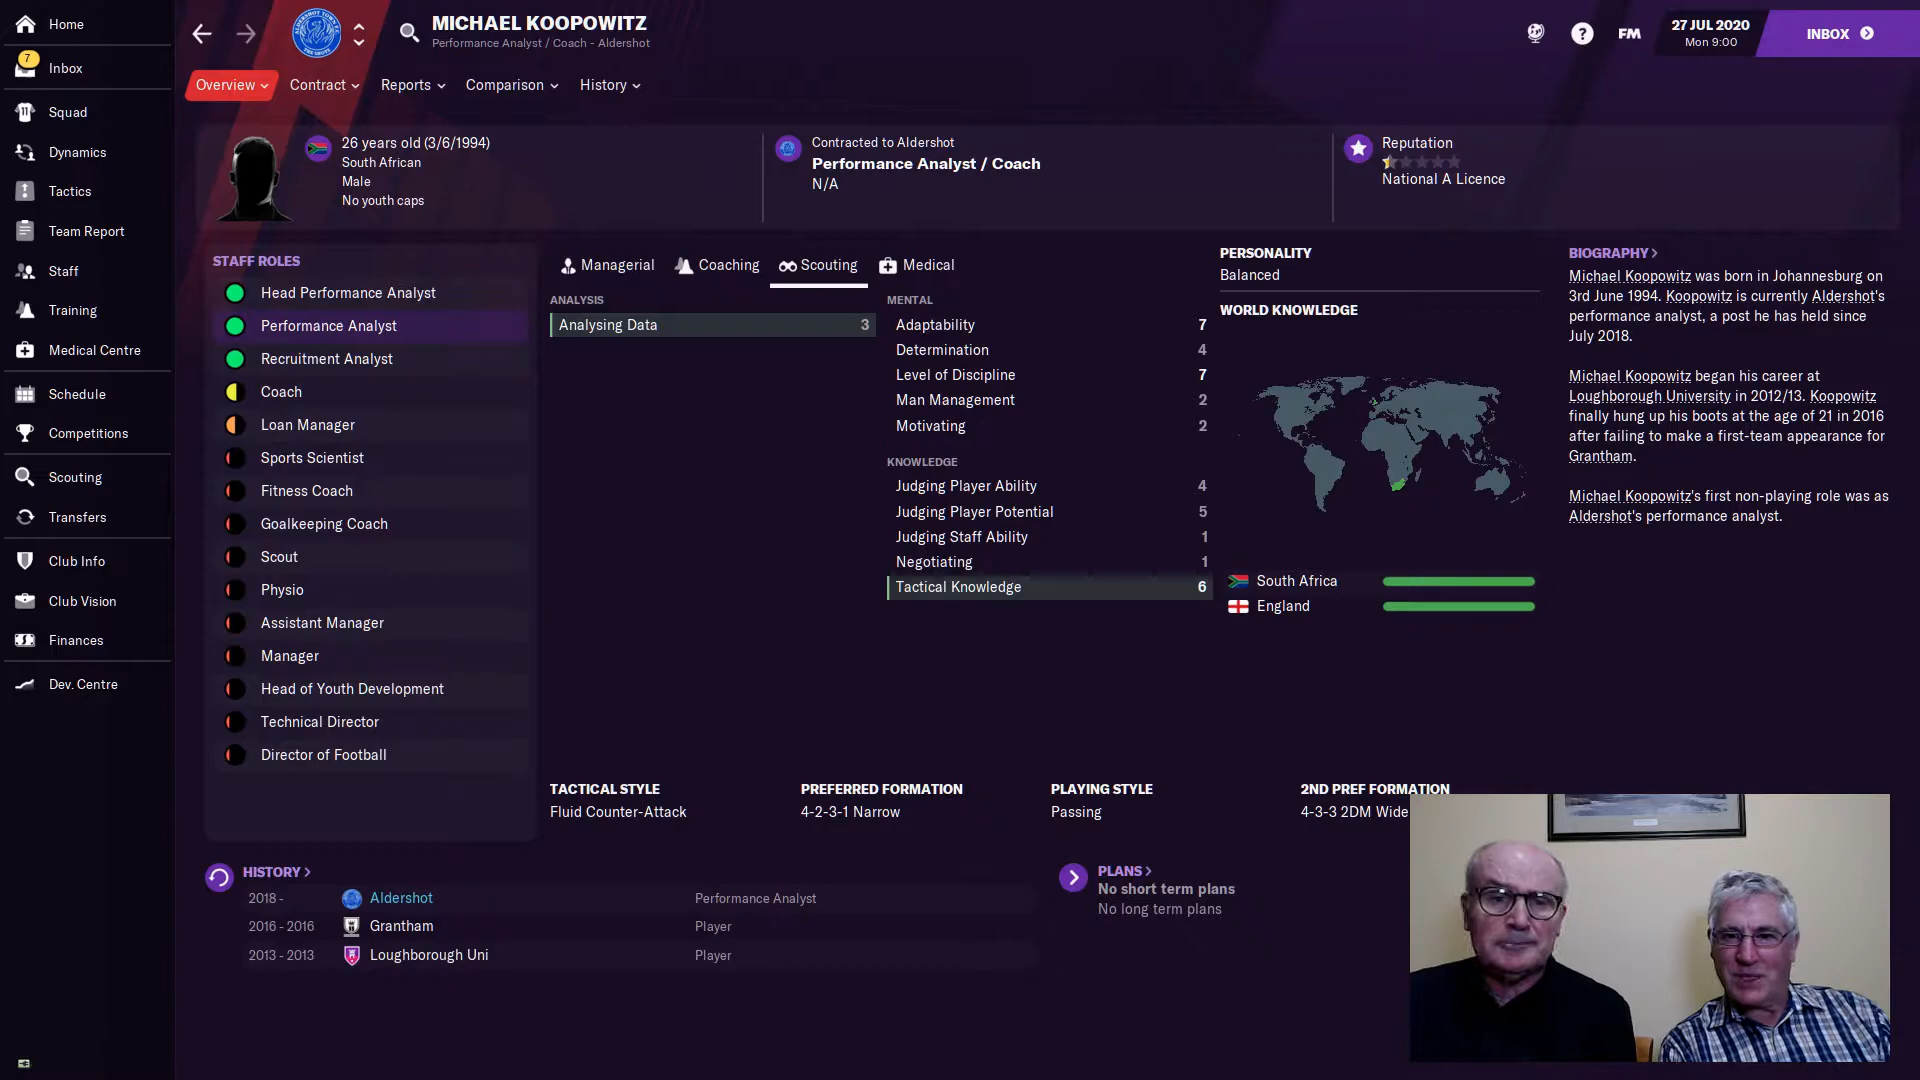 Home
7
Inbox
Squad
Dynamics
Tactics
Team Report
Staff
Training
Medical Centre
Schedule
Competitions
Scouting
Transfers
Club Info
Club Vision
Finances
Dev. Centre
MICHAEL KOOPOWITZ
Performance Analyst / Coach - Aldershot
FM
27 JUL 2020
Mon 9:00
INBOX
Overview
Contract
Reports
Comparison
History
26 years old (3/6/1994)
South African
Male
No youth caps
Contracted to Aldershot
Performance Analyst / Coach
N/A
Reputation
National A Licence
STAFF ROLES
Head Performance Analyst
Performance Analyst
Recruitment Analyst
Coach
Loan Manager
Sports Scientist
Fitness Coach
Goalkeeping Coach
Scout
Physio
Assistant Manager
Manager
Head of Youth Development
Technical Director
Director of Football
Managerial
Coaching
Scouting
Medical
ANALYSIS
Analysing Data 3
MENTAL
Adaptability 7
Determination 4
Level of Discipline 7
Man Management 2
Motivating 2
KNOWLEDGE
Judging Player Ability 4
Judging Player Potential 5
Judging Staff Ability 1
Negotiating 1
Tactical Knowledge 6
PERSONALITY
Balanced
WORLD KNOWLEDGE
South Africa
England
BIOGRAPHY >
Michael Koopowitz was born in Johannesburg on
3rd June 1994. Koopowitz is currently Aldershot's
performance analyst, a post he has held since
July 2018.
Michael Koopowitz began his career at
Loughborough University in 2012/13. Koopowitz
finally hung up his boots at the age of 21 in 2016
after failing to make a first-team appearance for
Grantham.
Michael Koopowitz's first non-playing role was as
Aldershot's performance analyst.
TACTICAL STYLE
Fluid Counter-Attack
PREFERRED FORMATION
4-2-3-1 Narrow
PLAYING STYLE
Passing
2ND PREF FORMATION
4-3-3 2DM Wide
HISTORY >
2018 - Aldershot Performance Analyst
2016 - 2016 Grantham Player
2013 - 2013 Loughborough Uni Player
PLANS >
No short term plans
No long term plans